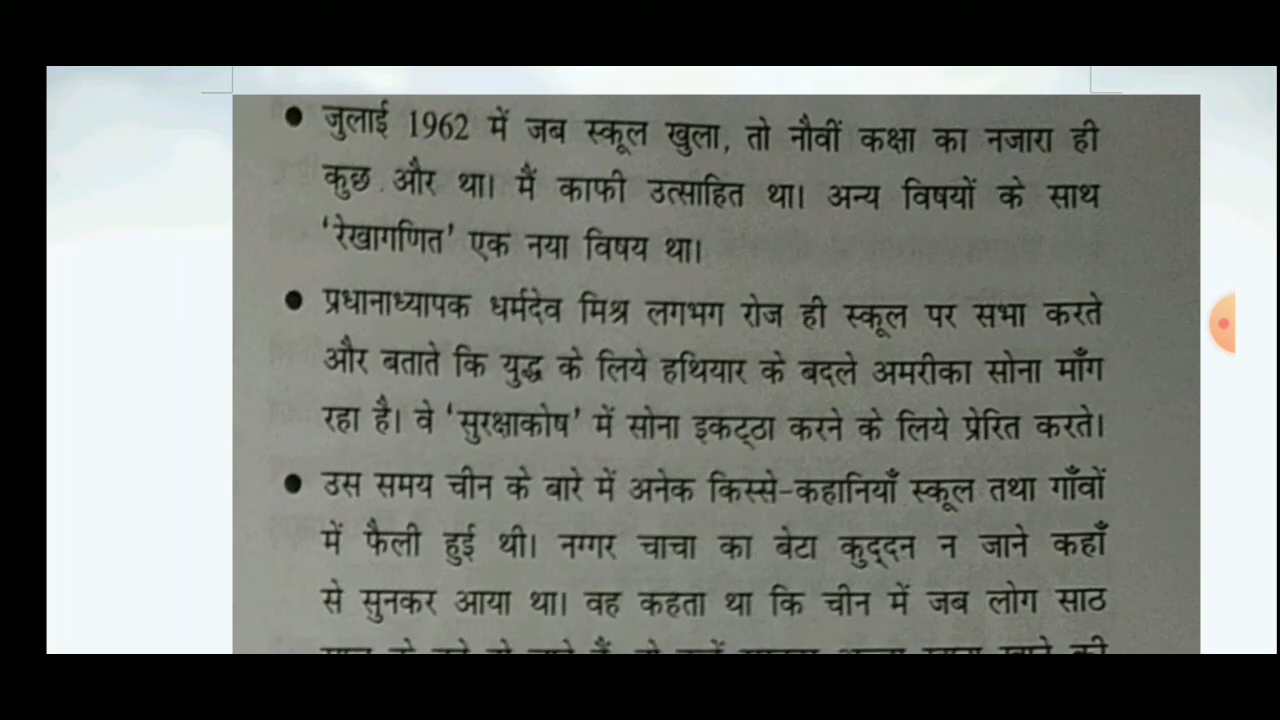 • जुलाई 1962 में जब स्कूल खुला, तो नौवीं कक्षा का नजारा ही
कुछ और था। मैं काफी उत्साहित था। अन्य विषयों के साथ
‘रेखागणित’ एक नया विषय था।
• प्रधानाध्यापक धर्मदेव मिश्र लगभग रोज ही स्कूल पर सभा करते
और बताते कि युद्ध के लिये हथियार के बदले अमरीका सोना माँग
रहा है। वे ‘सुरक्षाकोष’ में सोना इकट्ठा करने के लिये प्रेरित करते।
• उस समय चीन के बारे में अनेक किस्से-कहानियाँ स्कूल तथा गाँवों
में फैली हुई थी। नग्गर चाचा का बेटा कुद्दन न जाने कहाँ
से सुनकर आया था। वह कहता था कि चीन में जब लोग साठ